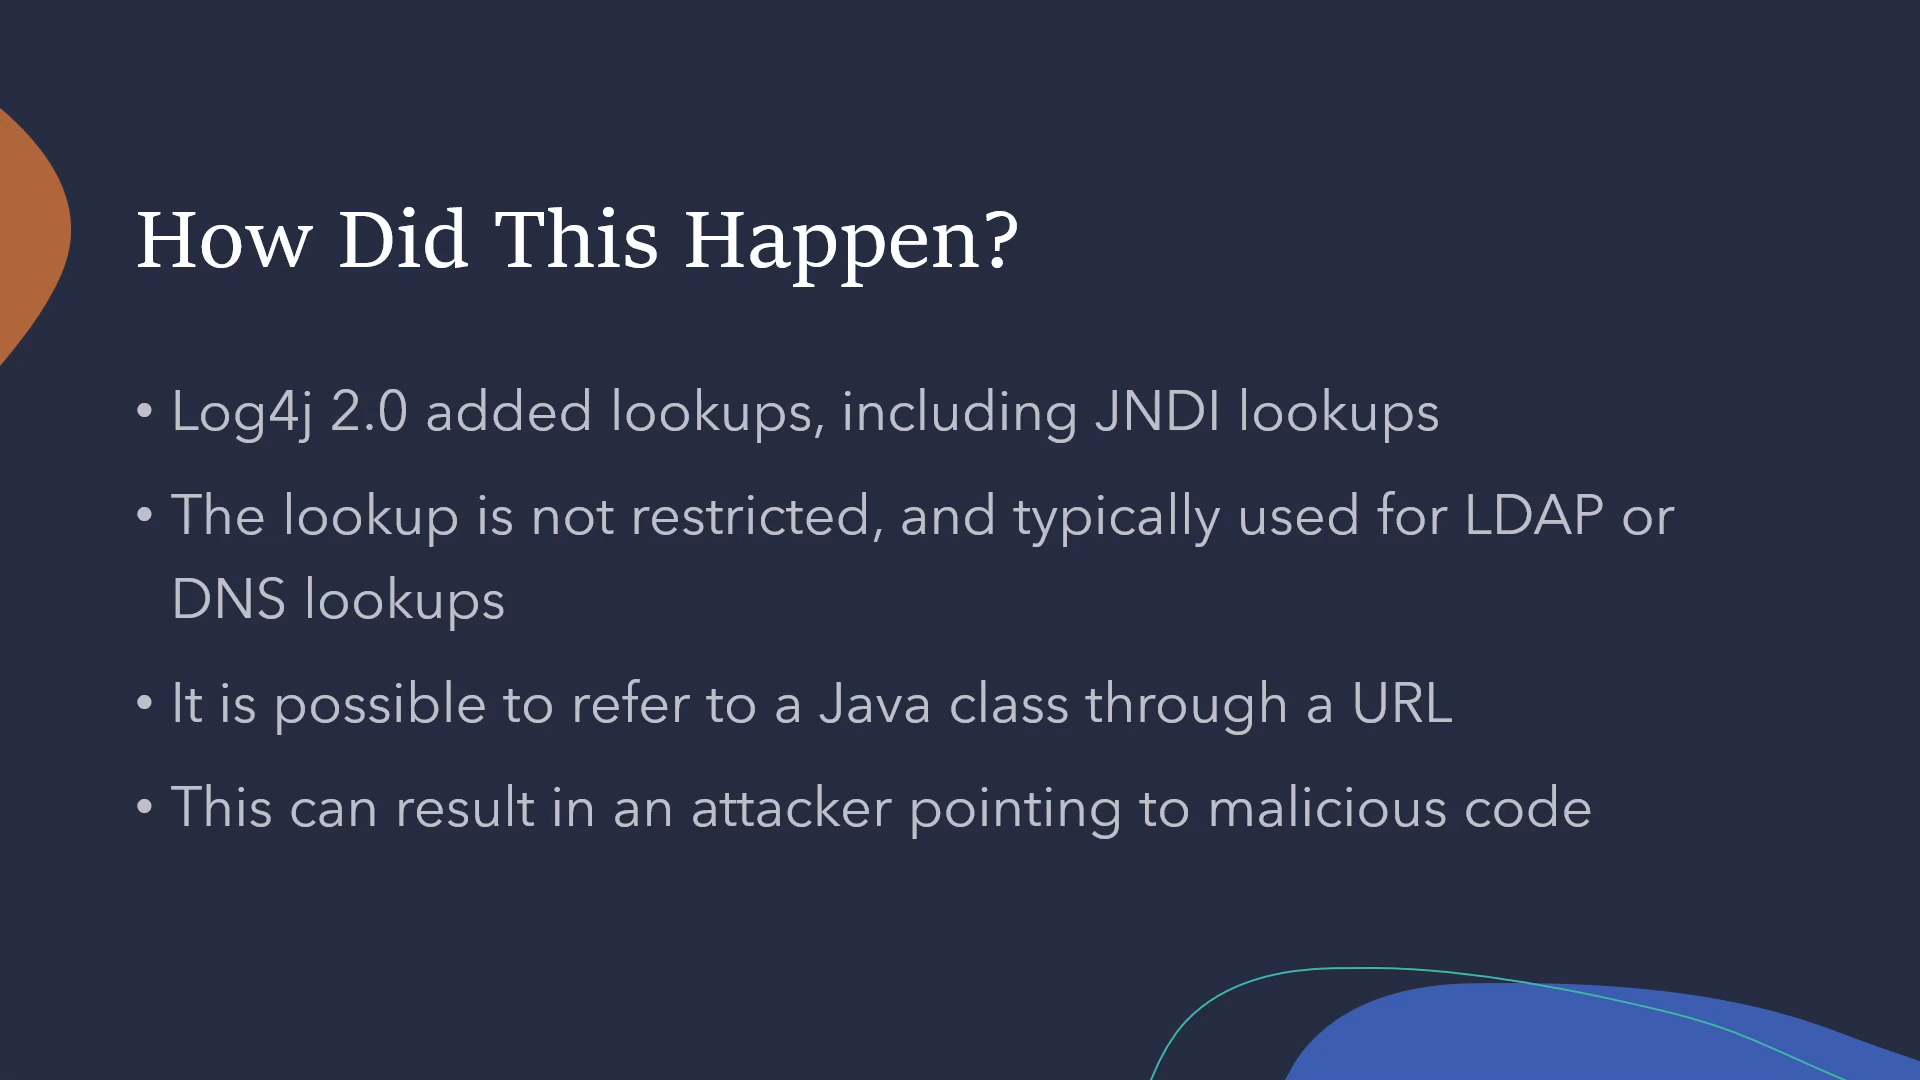 How Did This Happen?
• Log4j 2.0 added lookups, including JNDI lookups
• The lookup is not restricted, and typically used for LDAP or
DNS lookups
• It is possible to refer to a Java class through a URL
• This can result in an attacker pointing to malicious code